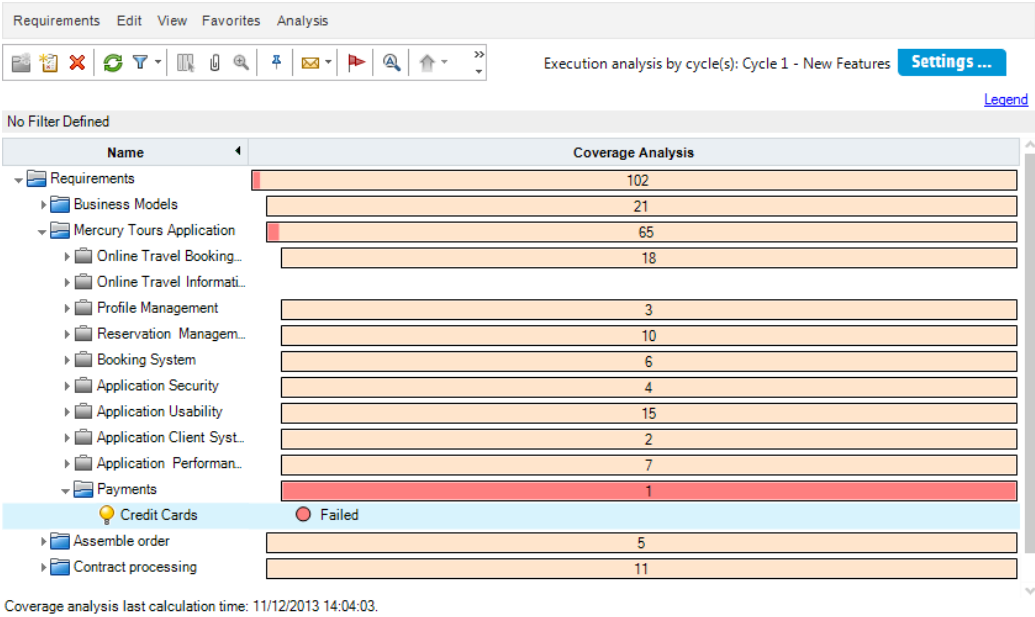 Requirements Edit View Favorites Analysis
Execution analysis by cycle(s): Cycle 1 - New Features Settings ...
Legend
No Filter Defined
Name Coverage Analysis
Requirements 102
Business Models 21
Mercury Tours Application 65
Online Travel Booking... 18
Online Travel Informati...
Profile Management 3
Reservation Managem... 10
Booking System 6
Application Security 4
Application Usability 15
Application Client Syst... 2
Application Performan... 7
Payments 1
Credit Cards Failed
Assemble order 5
Contract processing 11
Coverage analysis last calculation time: 11/12/2013 14:04:03.